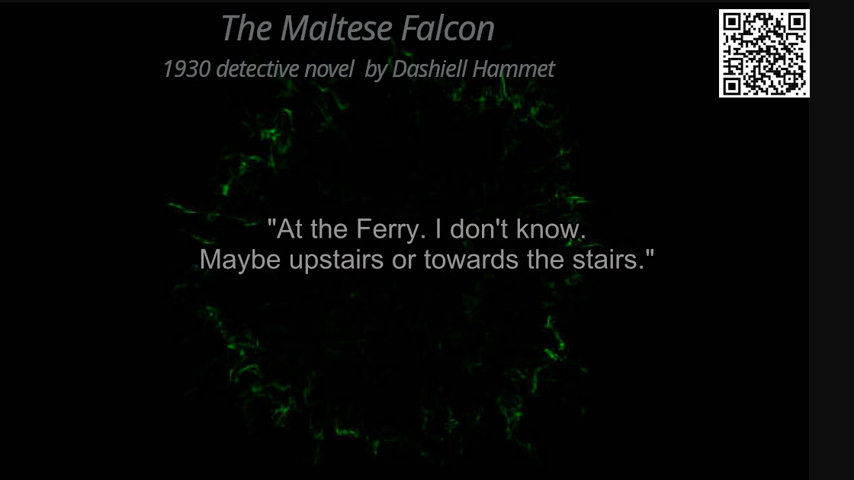 The Maltese Falcon
1930 detective novel by Dashiell Hammet
"At the Ferry. I don't know.
Maybe upstairs or towards the stairs."